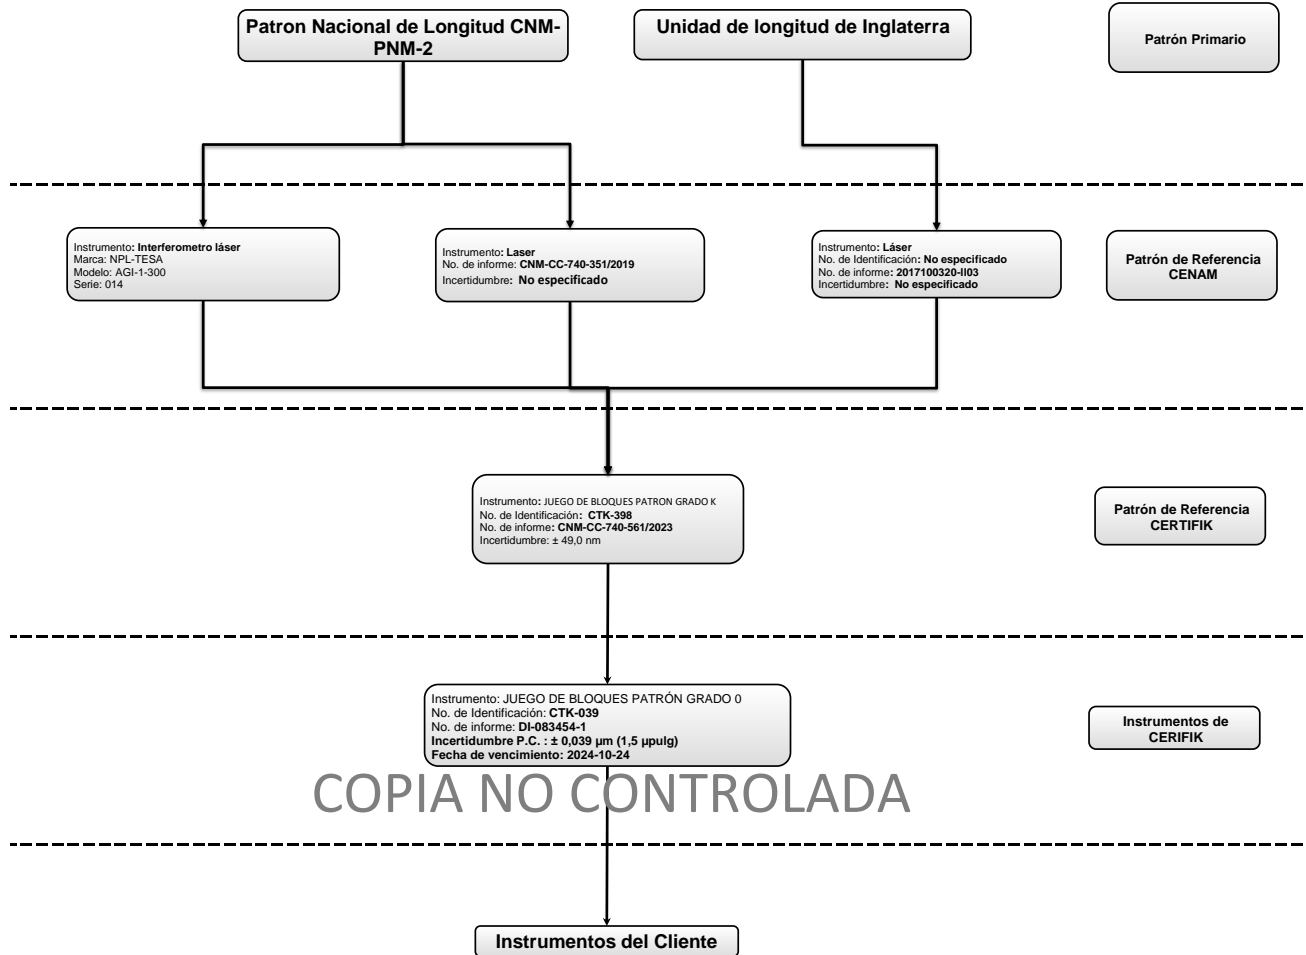 Patron Nacional de Longitud CNM-
PNM-2
Unidad de longitud de Inglaterra
Patrón Primario
Instrumento: Interferometro láser
Marca: NPL-TESA
Modelo: AGI-1-300
Serie: 014
Instrumento: Laser
No. de informe: CNM-CC-740-351/2019
Incertidumbre: No especificado
Instrumento: Láser
No. de Identificación: No especificado
No. de informe: 2017100320-II03
Incertidumbre: No especificado
Patrón de Referencia
CENAM
Instrumento: JUEGO DE BLOQUES PATRON GRADO K
No. de Identificación: CTK-398
No. de informe: CNM-CC-740-561/2023
Incertidumbre: ± 49,0 nm
Patrón de Referencia
CERTIFIK
Instrumento: JUEGO DE BLOQUES PATRÓN GRADO 0
No. de Identificación: CTK-039
No. de informe: DI-083454-1
Incertidumbre P.C. : ± 0,039 µm (1,5 µpulg)
Fecha de vencimiento: 2024-10-24
Instrumentos de
CERIFIK
COPIA NO CONTROLADA
Instrumentos del Cliente